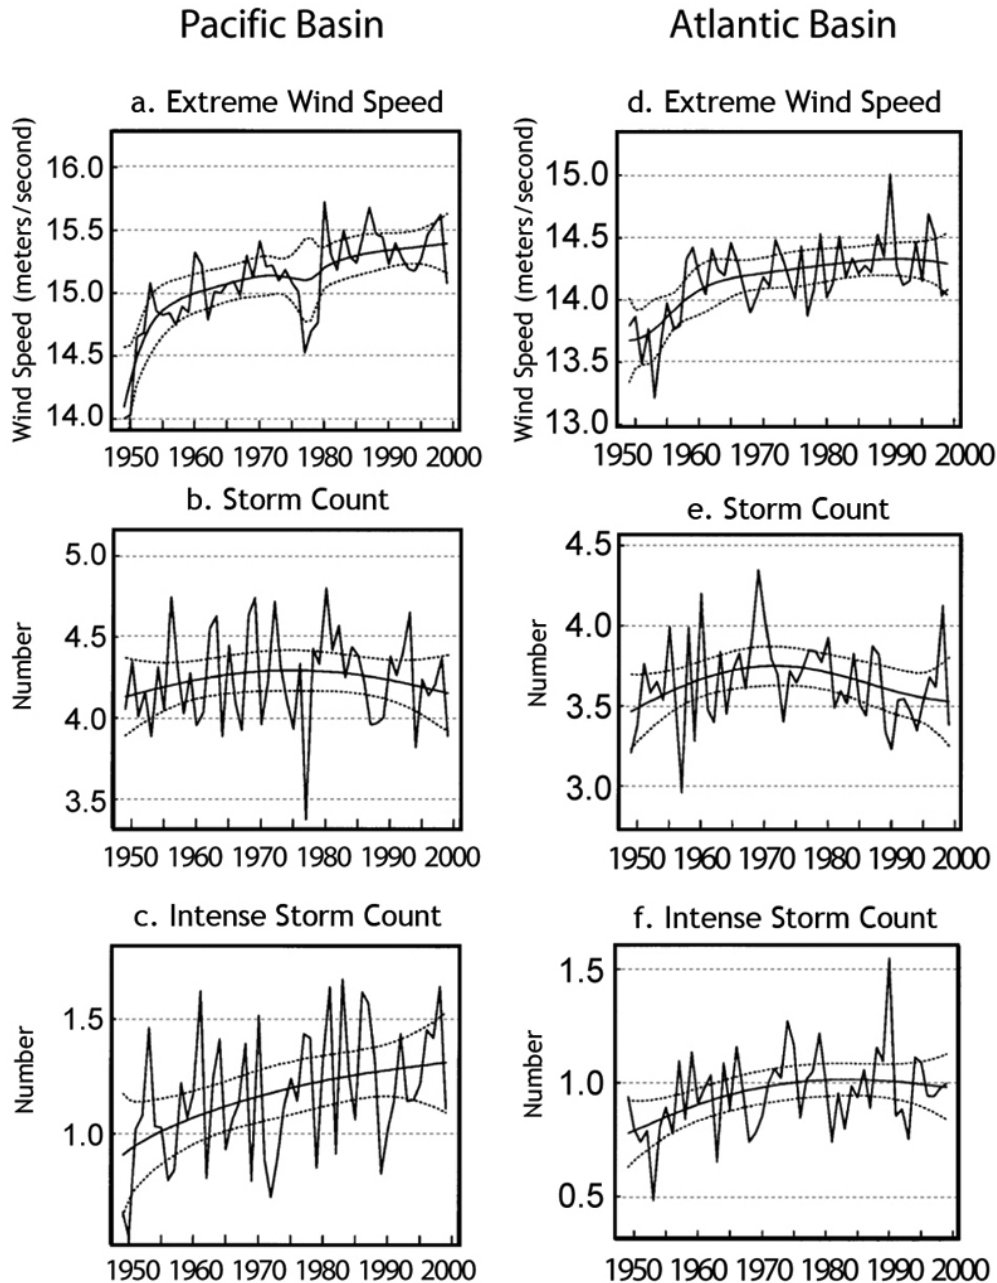 Pacific Basin
a. Extreme Wind Speed
Wind Speed (meters/second)
16.0
15.5
15.0
14.5
14.0
1950 1960 1970 1980 1990 2000
b. Storm Count
Number
5.0
4.5
4.0
3.5
1950 1960 1970 1980 1990 2000
c. Intense Storm Count
Number
1.5
1.0
1950 1960 1970 1980 1990 2000
Atlantic Basin
d. Extreme Wind Speed
Wind Speed (meters/second)
15.0
14.5
14.0
13.5
13.0
1950 1960 1970 1980 1990 2000
e. Storm Count
Number
4.5
4.0
3.5
3.0
1950 1960 1970 1980 1990 2000
f. Intense Storm Count
Number
1.5
1.0
0.5
1950 1960 1970 1980 1990 2000